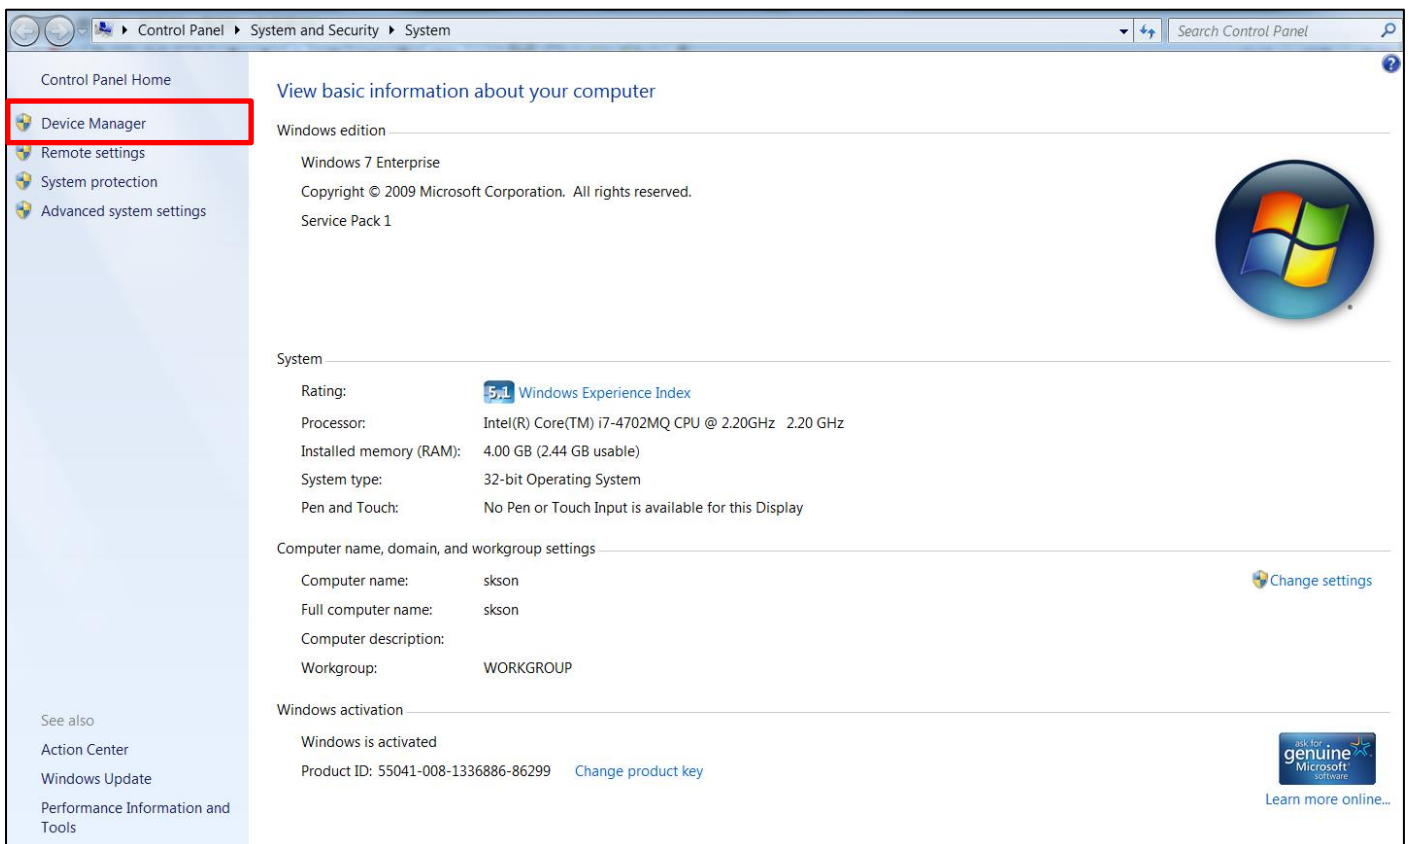 Control Panel ▸ System and Security ▸ System
Search Control Panel
Control Panel Home
Device Manager
Remote settings
System protection
Advanced system settings
View basic information about your computer
Windows edition
Windows 7 Enterprise
Copyright © 2009 Microsoft Corporation. All rights reserved.
Service Pack 1
System
Rating: 5.1 Windows Experience Index
Processor: Intel(R) Core(TM) i7-4702MQ CPU @ 2.20GHz 2.20 GHz
Installed memory (RAM): 4.00 GB (2.44 GB usable)
System type: 32-bit Operating System
Pen and Touch: No Pen or Touch Input is available for this Display
Computer name, domain, and workgroup settings
Computer name: skson
Change settings
Full computer name: skson
Computer description:
Workgroup: WORKGROUP
Windows activation
Windows is activated
Product ID: 55041-008-1336886-86299 Change product key
ask for
genuine
Microsoft
software
Learn more online...
See also
Action Center
Windows Update
Performance Information and
Tools